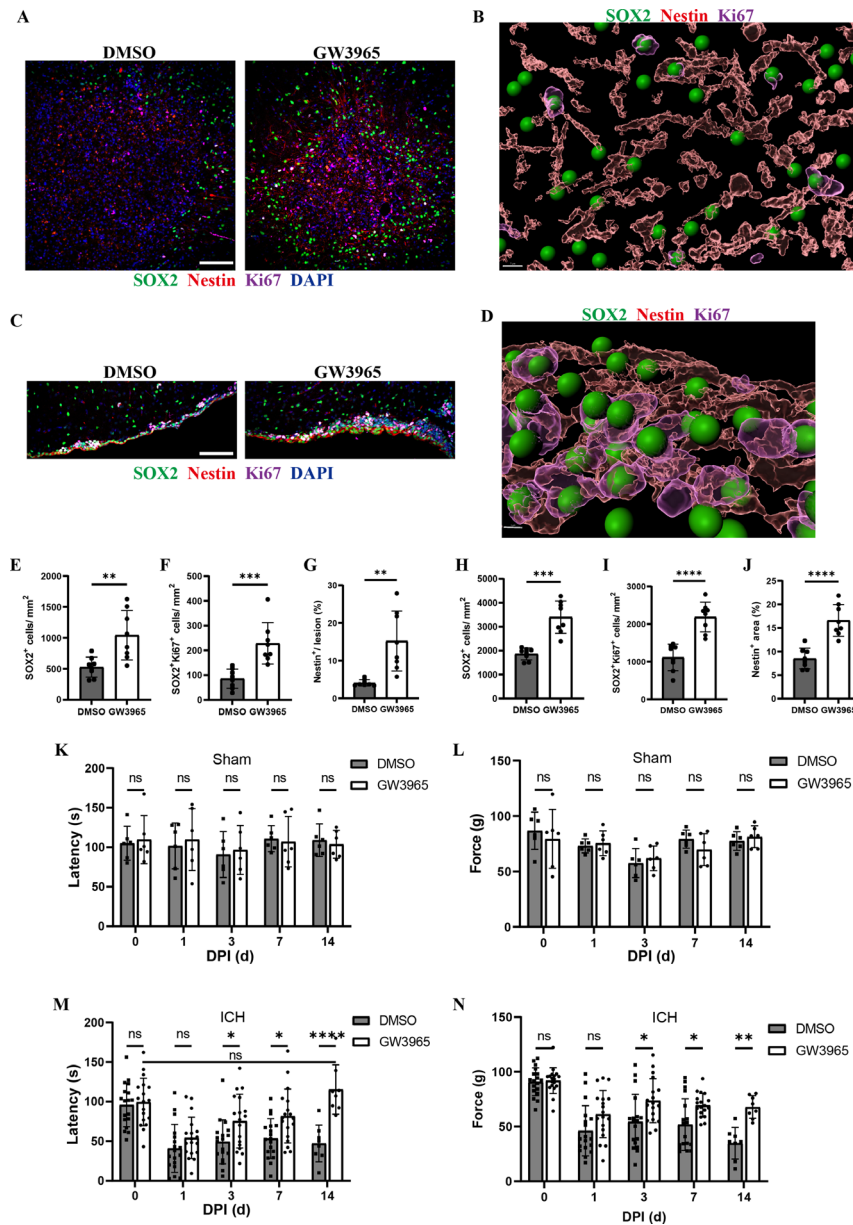 A
DMSO
GW3965
SOX2 Nestin Ki67 DAPI
B
SOX2 Nestin Ki67
C
DMSO
GW3965
SOX2 Nestin Ki67 DAPI
D
SOX2 Nestin Ki67
E
SOX2+ cells/ mm²
2000
1500
1000
500
0
**
DMSO GW3965
F
SOX2+Ki67+ cells/ mm²
500
400
300
200
100
0
***
DMSO GW3965
G
Nestin+/ lesion (%)
30
20
10
0
**
DMSO GW3965
H
SOX2+ cells/ mm²
5000
4000
3000
2000
1000
0
***
DMSO GW3965
I
SOX2+Ki67+ cells/mm²
3000
2000
1000
0
****
DMSO GW3965
J
Nestin+ area (%)
25
20
15
10
5
0
****
DMSO GW3965
K
Sham
DMSO
GW3965
Latency (s)
200
150
100
50
0
ns ns ns ns ns
0 1 3 7 14
DPI (d)
L
Sham
DMSO
GW3965
Force (g)
150
100
50
0
ns ns ns ns ns
0 1 3 7 14
DPI (d)
M
ICH
DMSO
GW3965
Latency (s)
200
150
100
50
0
ns ns * * ****
ns
0 1 3 7 14
DPI (d)
N
ICH
DMSO
GW3965
Force (g)
150
100
50
0
ns ns * * **
0 1 3 7 14
DPI (d)